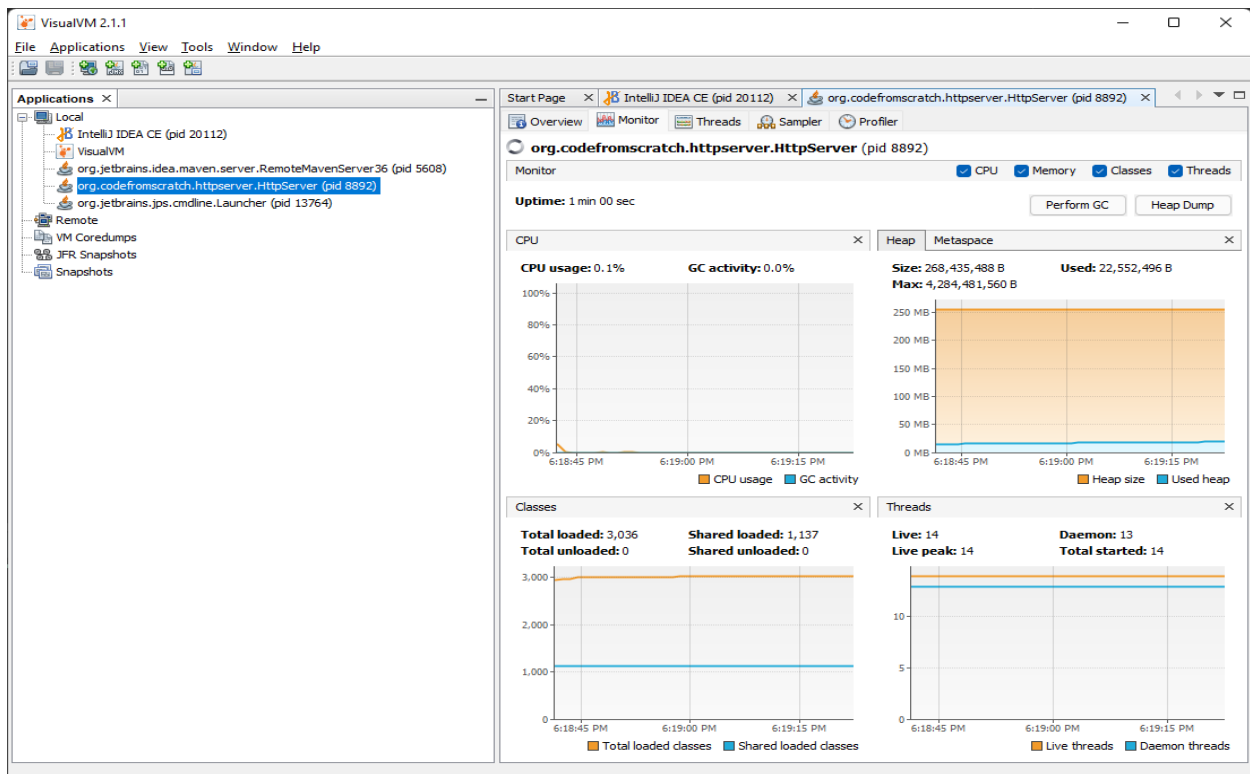 VisualVM 2.1.1
File Applications View Tools Window Help
Applications
Local
IntelliJ IDEA CE (pid 20112)
VisualVM
org.jetbrains.idea.maven.server.RemoteMavenServer36 (pid 5608)
org.codefromscratch.httpserver.HttpServer (pid 8892)
org.jetbrains.jps.cmdline.Launcher (pid 13764)
Remote
VM Coredumps
JFR Snapshots
Snapshots
Start Page IntelliJ IDEA CE (pid 20112) org.codefromscratch.httpserver.HttpServer (pid 8892)
Overview Monitor Threads Sampler Profiler
org.codefromscratch.httpserver.HttpServer (pid 8892)
Monitor CPU Memory Classes Threads
Uptime: 1 min 00 sec Perform GC Heap Dump
CPU
CPU usage: 0.1% GC activity: 0.0%
100%
80%
60%
40%
20%
0%
6:18:45 PM 6:19:00 PM 6:19:15 PM
CPU usage GC activity
Heap Metaspace
Size: 268,435,488 B Used: 22,552,496 B
Max: 4,284,481,560 B
250 MB
200 MB
150 MB
100 MB
50 MB
0 MB
6:18:45 PM 6:19:00 PM 6:19:15 PM
Heap size Used heap
Classes
Total loaded: 3,036 Shared loaded: 1,137
Total unloaded: 0 Shared unloaded: 0
3,000
2,000
1,000
0
6:18:45 PM 6:19:00 PM 6:19:15 PM
Total loaded classes Shared loaded classes
Threads
Live: 14 Daemon: 13
Live peak: 14 Total started: 14
10
5
0
6:18:45 PM 6:19:00 PM 6:19:15 PM
Live threads Daemon threads